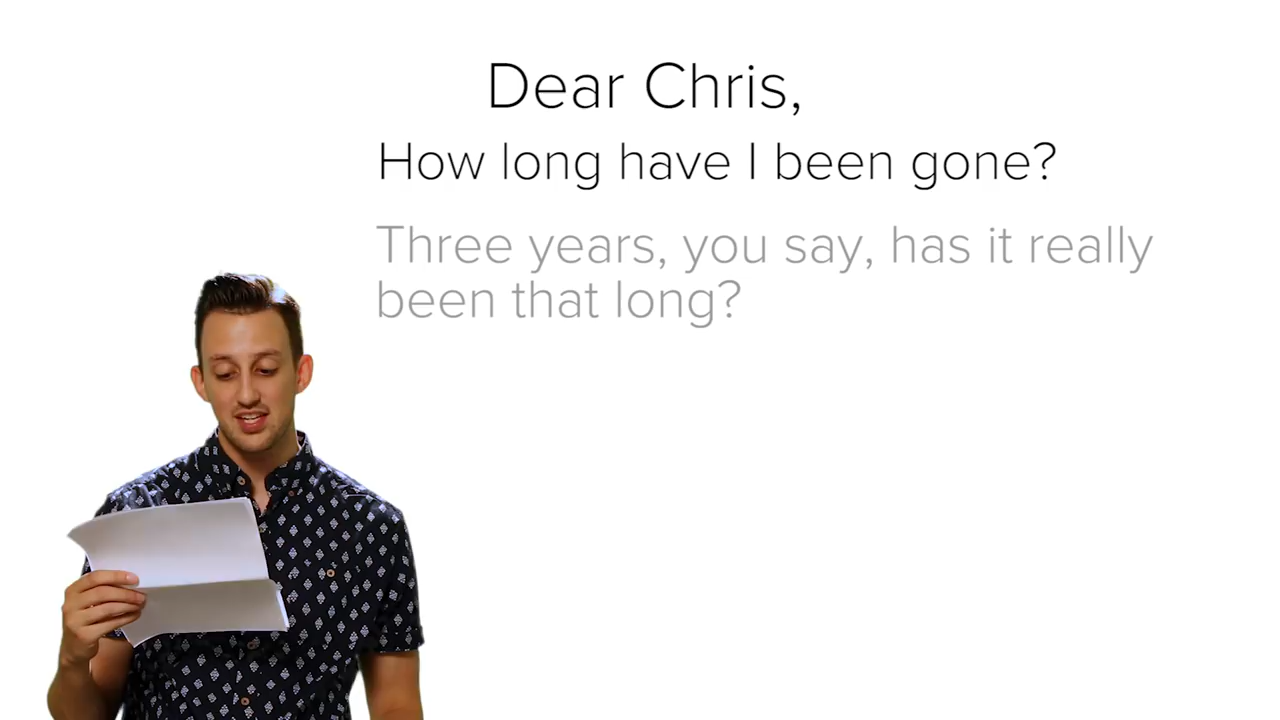 Dear Chris,
How long have I been gone?
Three years, you say, has it really
been that long?